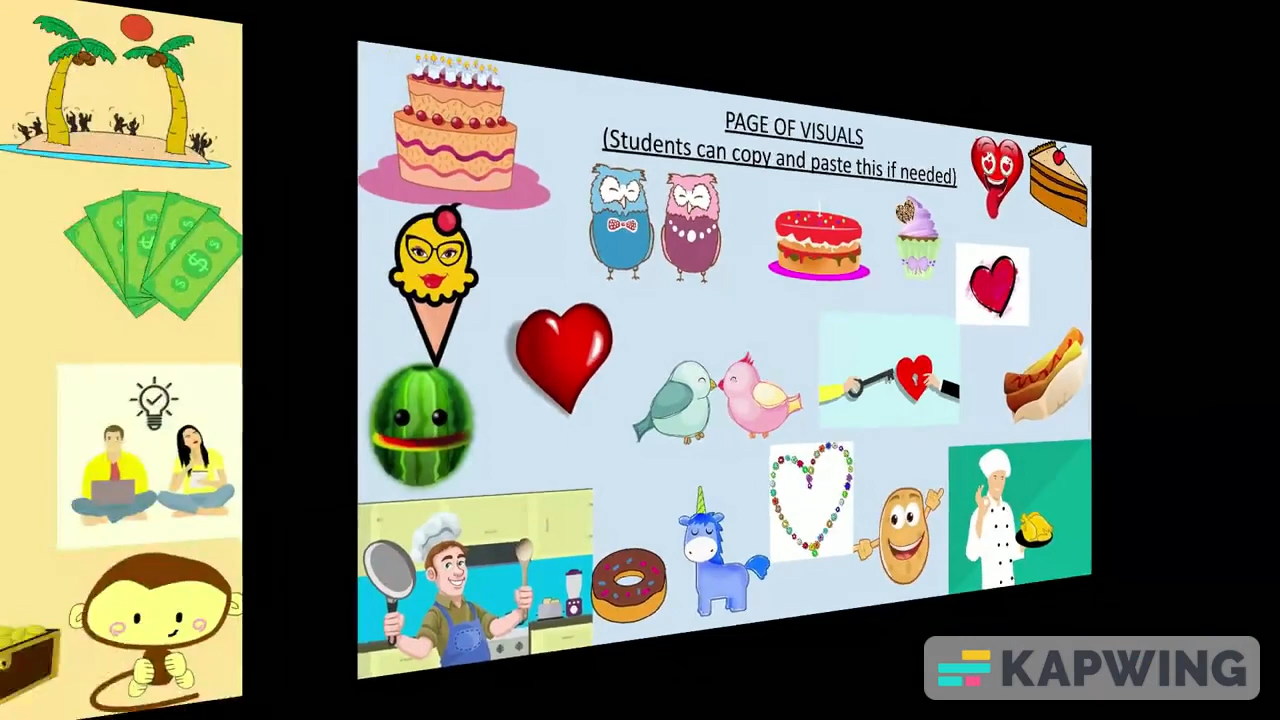 PAGE OF VISUALS
(Students can copy and paste this if needed)
KAPWING